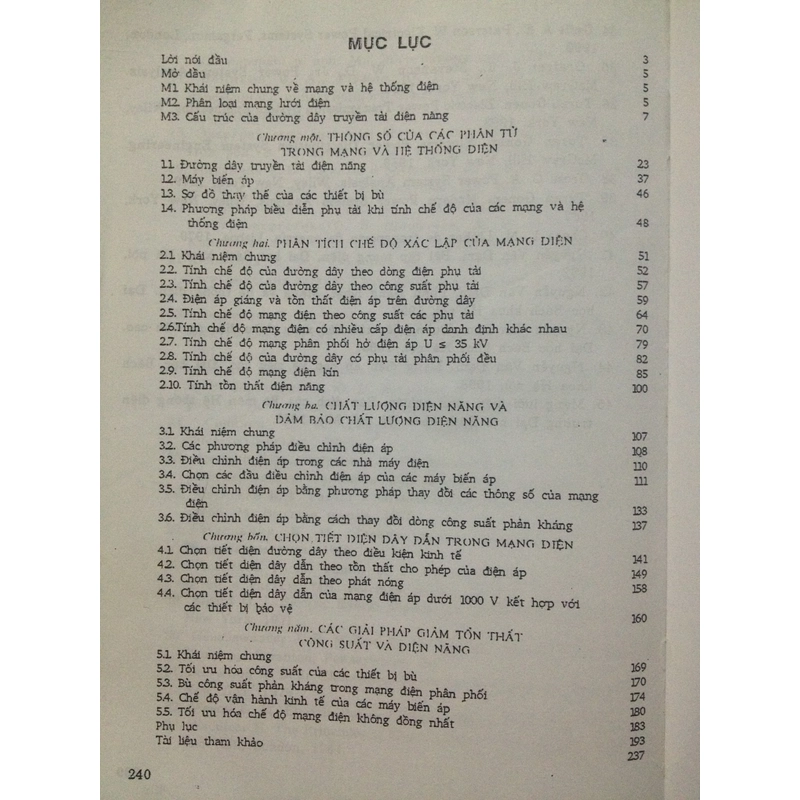 MỤC LỤC
Lời nói đầu 3
Mở đầu 5
M1. Khái niệm chung về mạng và hệ thống điện 5
M2. Phân loại mạng lưới điện 5
M3. Cấu trúc của đường dây truyền tải điện năng 7
Chương một. THÔNG SỐ CỦA CÁC PHẦN TỬ
TRONG MẠNG VÀ HỆ THỐNG ĐIỆN
1.1. Đường dây truyền tải điện năng 23
1.2. Máy biến áp 37
1.3. Sơ đồ thay thế của các thiết bị bù 46
1.4. Phương pháp biểu diễn phụ tải khi tính chế độ của các mạng và hệ
thống điện 48
Chương hai. PHÂN TÍCH CHẾ ĐỘ XÁC LẬP CỦA MẠNG ĐIỆN
2.1. Khái niệm chung 51
2.2. Tính chế độ của đường dây theo dòng điện phụ tải 52
2.3. Tính chế độ của đường dây theo công suất phụ tải 57
2.4. Điện áp giáng và tổn thất điện áp trên đường dây 59
2.5. Tính chế độ mạng điện theo công suất các phụ tải 64
2.6.Tính chế độ mạng điện có nhiều cấp điện áp danh định khác nhau 70
2.7. Tính chế độ mạng phân phối hở điện áp U ≤ 35 kV 79
2.8. Tính chế độ của đường dây có phụ tải phân phối đều 82
2.9. Tính chế độ mạng điện kín 85
2.10. Tính tổn thất điện năng 100
Chương ba. CHẤT LƯỢNG ĐIỆN NĂNG VÀ
ĐẢM BẢO CHẤT LƯỢNG ĐIỆN NĂNG
3.1. Khái niệm chung 107
3.2. Các phương pháp điều chỉnh điện áp 108
3.3. Điều chỉnh điện áp trong các nhà máy điện 110
3.4. Chọn các đầu điều chỉnh điện áp của các máy biến áp 111
3.5. Điều chỉnh điện áp bằng phương pháp thay đổi các thông số của mạng
điện 133
3.6. Điều chỉnh điện áp bằng cách thay đổi dòng công suất phản kháng 137
Chương bốn. CHỌN TIẾT DIỆN DÂY DẪN TRONG MẠNG ĐIỆN
4.1. Chọn tiết diện đường dây theo điều kiện kinh tế 141
4.2. Chọn tiết diện dây dẫn theo tổn thất cho phép của điện áp 149
4.3. Chọn tiết diện dây dẫn theo phát nóng 158
4.4. Chọn tiết diện dây dẫn của mạng điện áp dưới 1000 V kết hợp với
các thiết bị bảo vệ 160
Chương năm. CÁC GIẢI PHÁP GIẢM TỔN THẤT
CÔNG SUẤT VÀ ĐIỆN NĂNG
5.1. Khái niệm chung 169
5.2. Tối ưu hóa công suất của các thiết bị bù 170
5.3. Bù công suất phản kháng trong mạng điện phân phối 174
5.4. Chế độ vận hành kinh tế của các máy biến áp 180
5.5. Tối ưu hóa chế độ mạng điện không đồng nhất 183
Phụ lục 193
Tài liệu tham khảo 237
240